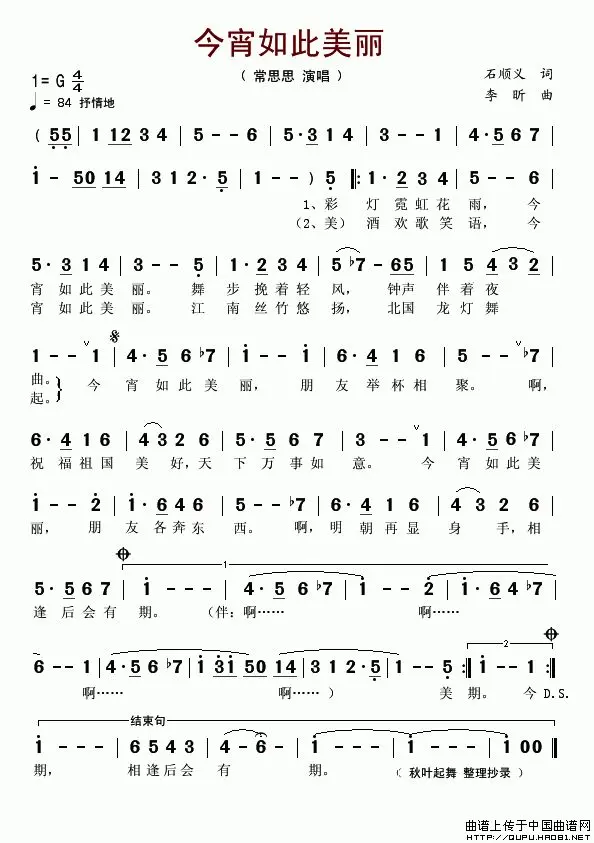 今宵如此美丽
1= G 4/4
（ 常思思 演唱 ）
石顺义 词
♩ = 84 抒情地
李 昕 曲
( 5̣5̣ | 1 123 4 | 5 - - 6 | 5·3 1 4 | 3 - - 1 | 4·5 6 7 |
i - 50 14 | 3 1 2·5̣ | 1 - - ) 5̣ |: 1·2 3 4 | 5 - - 6 |
1、彩 灯 霓 虹 花 雨， 今
（2、美）酒 欢 歌 笑 语， 今
5·3 1 4 | 3 - - 5̣ | 1·2 3 4 | 5 ♭7 - 65 | 1 5 4 3 2 |
宵 如 此 美 丽。 舞 步 挽 着 轻 风， 钟声 伴 着 夜
宵 如 此 美 丽。 江 南 丝 竹 悠 扬， 北国 龙 灯 舞
1 - - ∨ 1 | 4·5 6 ♭7 | i - - 6 | 4·1 6 2 | 5 - - ∨ ♭7 |
曲。 今 宵 如 此 美 丽， 朋 友 举 杯 相 聚。 啊，
起。
6·4 1 6 | 4 3 2 6 | 5·5 2 5 | 3 - - ∨ 1 | 4·5 6 ♭7 |
祝 福 祖 国 美 好，天 下 万 事 如 意。 今 宵 如 此 美
i - - 2̇ | i·6 4 6 | 5 - - ♭7 | 6·4 1 6 | 4 3 2 6 |
丽， 朋 友 各 奔 东 西。 啊，明 朝 再 显 身 手，相
1
5·5 6 7 | i - - - | 4·5 6 ♭7 | i - - 2̇ | i·6 4 ♭7 |
逢 后 会 有 期。 （伴：啊…… 啊……
2
6 - - 1 | 4·5 6 ♭7 | i 3̇i 50 14 | 3 1 2·5̣ | 1 - - 5̣ :| i - - 5 :|
啊…… 啊…… ） 美 期。 今 D.S.
结束句
i - - - | 6 5 4 3 | 4 - 6 - | i - - - | i - - - | i 0 0 ‖
期， 相 逢 后 会 有 期。 （ 秋叶起舞 整理抄录 ）
曲谱上传于中国曲谱网
http://QUPU.HAO81.NET